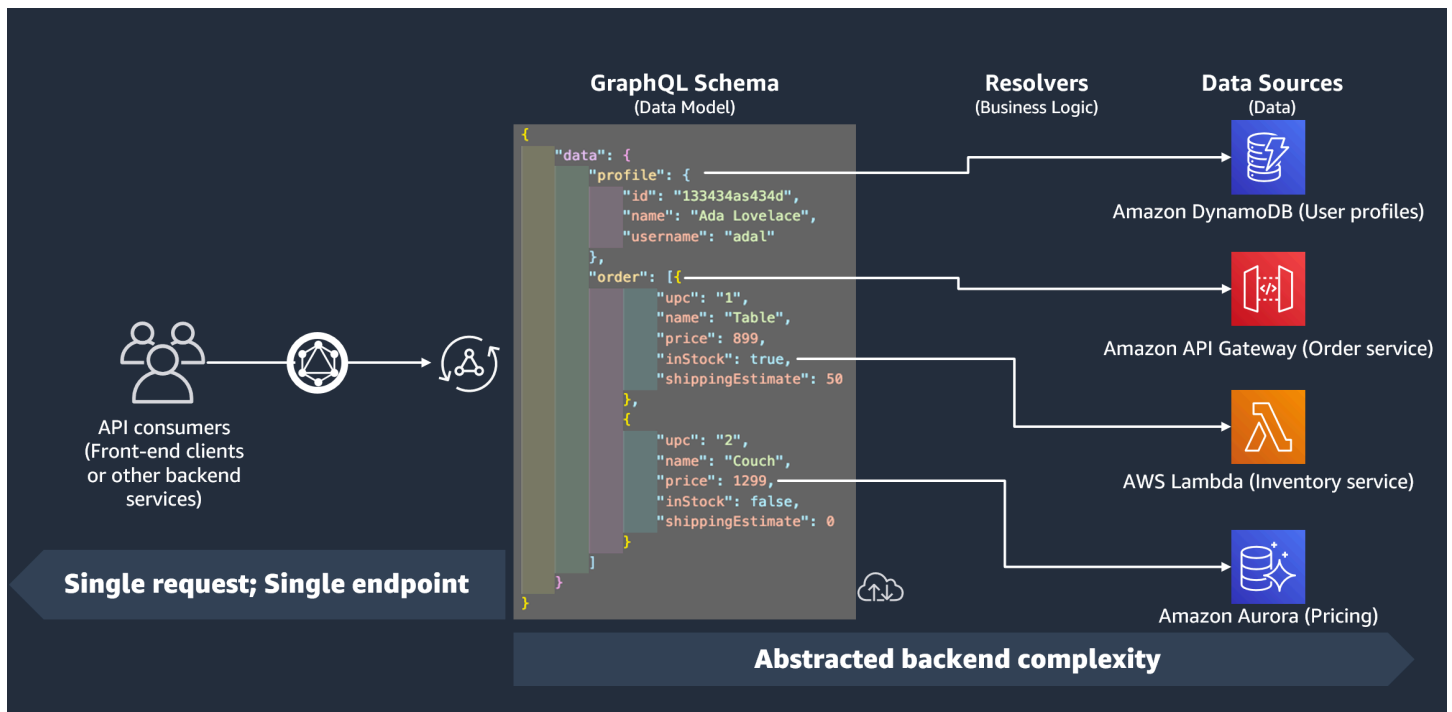 GraphQL Schema
(Data Model)
Resolvers
(Business Logic)
Data Sources
(Data)
{
"data": {
"profile": {
"id": "133434as434d",
"name": "Ada Lovelace",
"username": "adal"
},
"order": [{
"upc": "1",
"name": "Table",
"price": 899,
"inStock": true,
"shippingEstimate": 50
},
{
"upc": "2",
"name": "Couch",
"price": 1299,
"inStock": false,
"shippingEstimate": 0
}
]
}
}
Amazon DynamoDB (User profiles)
</>
Amazon API Gateway (Order service)
AWS Lambda (Inventory service)
Amazon Aurora (Pricing)
API consumers
(Front-end clients
or other backend
services)
Single request; Single endpoint
Abstracted backend complexity